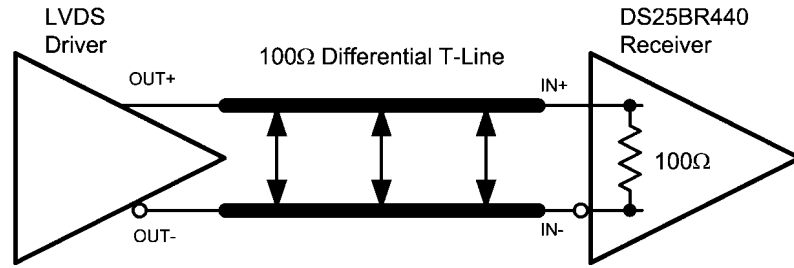 LVDS
Driver
DS25BR440
Receiver
100Ω Differential T-Line
OUT+
IN+
100Ω
OUT-
IN-